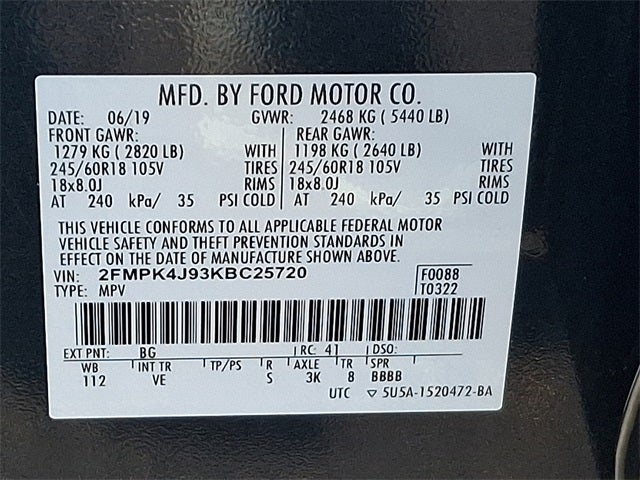 MFD. BY FORD MOTOR CO.
DATE: 06/19 GVWR: 2468 KG ( 5440 LB)
FRONT GAWR: REAR GAWR:
1279 KG ( 2820 LB) WITH 1198 KG ( 2640 LB) WITH
245/60R18 105V TIRES 245/60R18 105V TIRES
18x8.0J RIMS 18x8.0J RIMS
AT 240 kPa/ 35 PSI COLD AT 240 kPa/ 35 PSI COLD
THIS VEHICLE CONFORMS TO ALL APPLICABLE FEDERAL MOTOR
VEHICLE SAFETY AND THEFT PREVENTION STANDARDS IN
EFFECT ON THE DATE OF MANUFACTURE SHOWN ABOVE.
VIN: 2FMPK4J93KBC25720 F0088
TYPE: MPV T0322
EXT PNT: BG RC: 41 DSO:
WB INT TR TP/PS R AXLE TR SPR
112 VE S 3K 8 BBBB
UTC ▽ 5U5A-1520472-BA